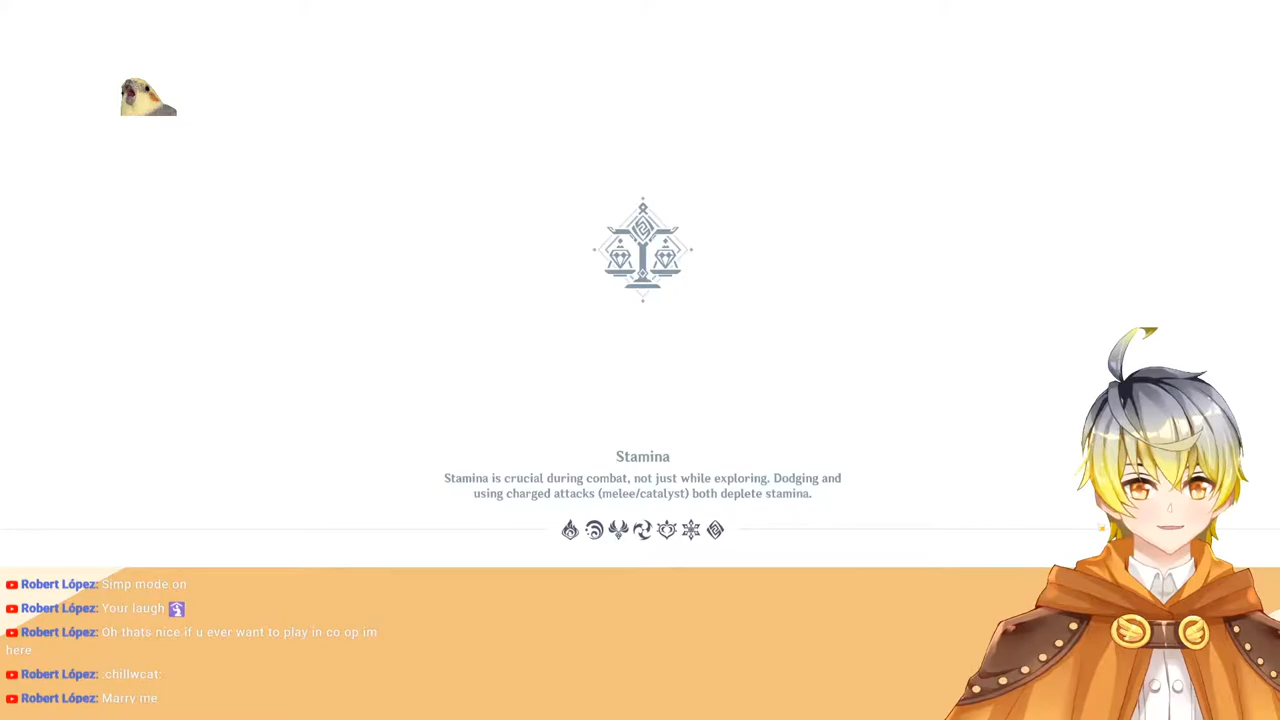 Stamina
Stamina is crucial during combat, not just while exploring. Dodging and
using charged attacks (melee/catalyst) both deplete stamina.
Robert López: Simp mode on
Robert López: Your laugh
Robert López: Oh thats nice if u ever want to play in co op im
here
Robert López: .chillwcat:
Robert López: Marry me